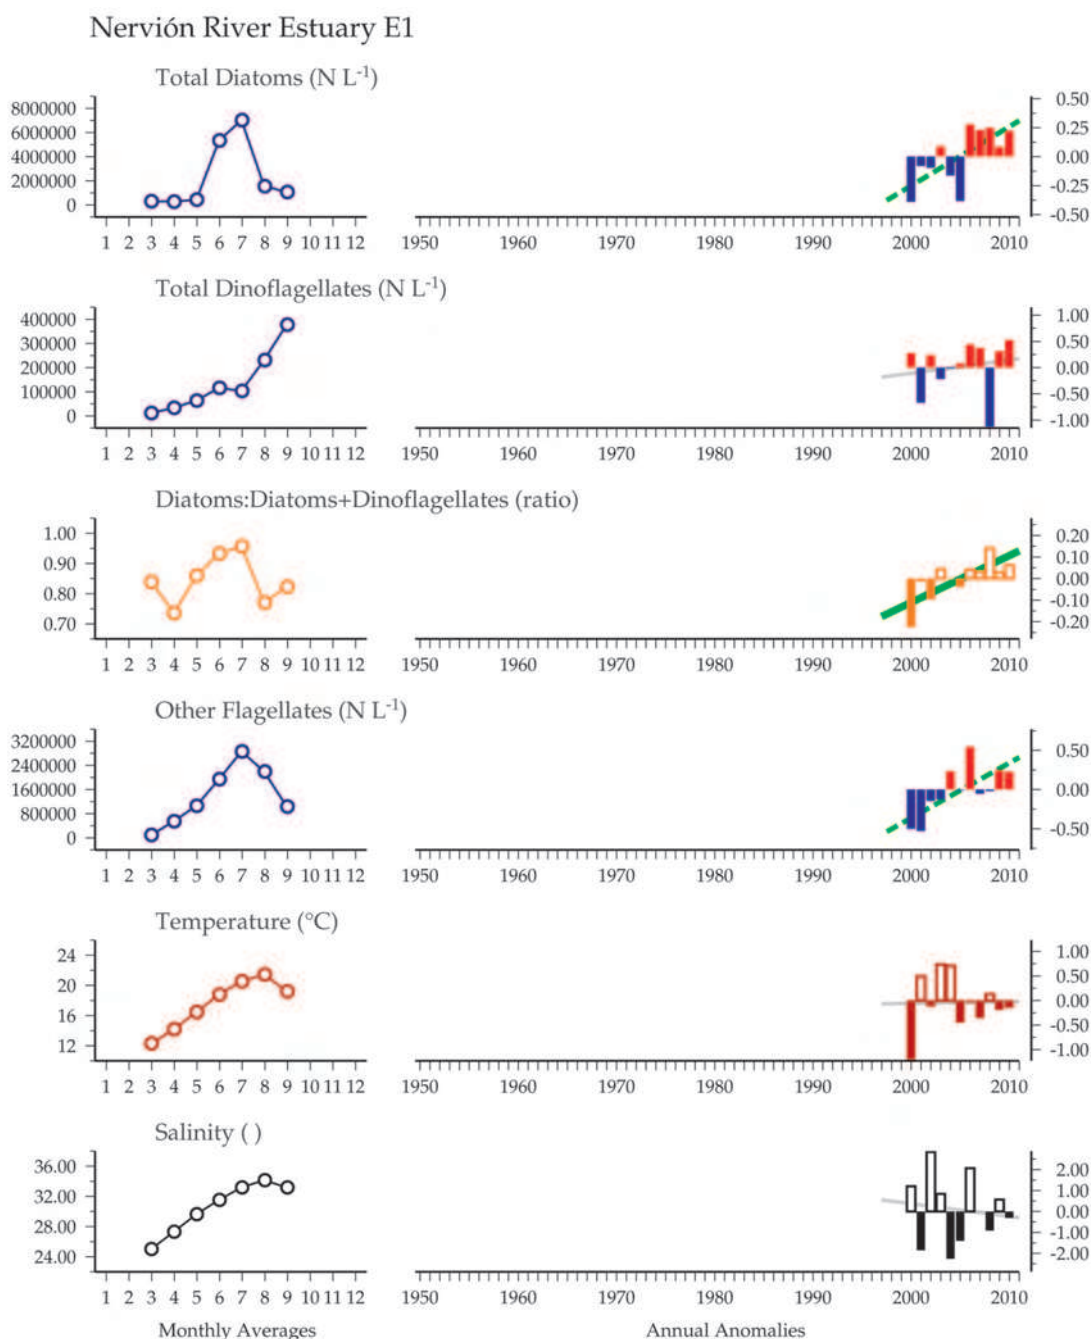 Nervión River Estuary E1
Total Diatoms (N L⁻¹)
8000000
6000000
4000000
2000000
0
0.50
0.25
0.00
-0.25
-0.50
1 2 3 4 5 6 7 8 9 10 11 12
1950 1960 1970 1980 1990 2000 2010
Total Dinoflagellates (N L⁻¹)
400000
300000
200000
100000
0
1.00
0.50
0.00
-0.50
-1.00
1 2 3 4 5 6 7 8 9 10 11 12
1950 1960 1970 1980 1990 2000 2010
Diatoms:Diatoms+Dinoflagellates (ratio)
1.00
0.90
0.80
0.70
0.20
0.10
0.00
-0.10
-0.20
1 2 3 4 5 6 7 8 9 10 11 12
1950 1960 1970 1980 1990 2000 2010
Other Flagellates (N L⁻¹)
3200000
2400000
1600000
800000
0
0.50
0.00
-0.50
1 2 3 4 5 6 7 8 9 10 11 12
1950 1960 1970 1980 1990 2000 2010
Temperature (°C)
24
20
16
12
1.00
0.50
0.00
-0.50
-1.00
1 2 3 4 5 6 7 8 9 10 11 12
1950 1960 1970 1980 1990 2000 2010
Salinity ( )
36.00
32.00
28.00
24.00
2.00
1.00
0.00
-1.00
-2.00
1 2 3 4 5 6 7 8 9 10 11 12
1950 1960 1970 1980 1990 2000 2010
Monthly Averages
Annual Anomalies